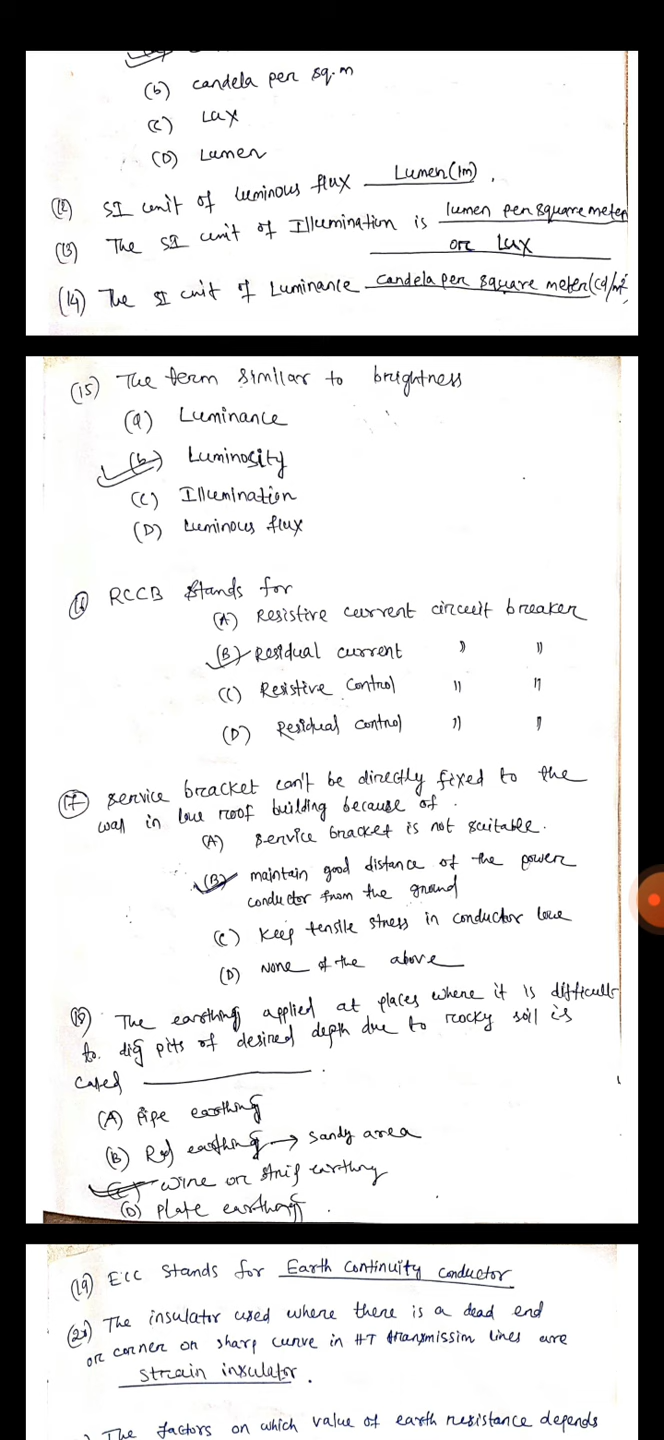 (b) candela per sq.m
(c) Lux
(D) Lumen
(12) SI unit of luminous flux Lumen(lm).
(13) The SI unit of Illumination is lumen per square meter
or Lux
(14) The SI unit of Luminance candela per square meter (cd/m²)
(15) The term similar to brightness
(a) Luminance
(b) Luminosity
(c) Illumination
(D) Luminous flux
RCCB stands for
(A) Resistive current circuit breaker
(B) Residual current " "
(C) Resistive control " "
(D) Residual control " "
(17) Service bracket can't be directly fixed to the
wall in low roof building because of.
(A) Service bracket is not suitable.
(B) maintain good distance of the power
conductor from the ground
(C) Keep tensile stress in conductor low
(D) None of the above
(18) The earthing applied at places where it is difficult
to dig pits of desired depth due to rocky soil is
called
(A) Pipe earthing
(B) Rod earthing → sandy area
(C) wire or strip earthing
(D) plate earthing.
(19) ECC stands for Earth Continuity conductor
(20) The insulator used where there is a dead end
or corner or sharp curve in HT transmission lines are
strain insulator.
) The factors on which value of earth resistance depends